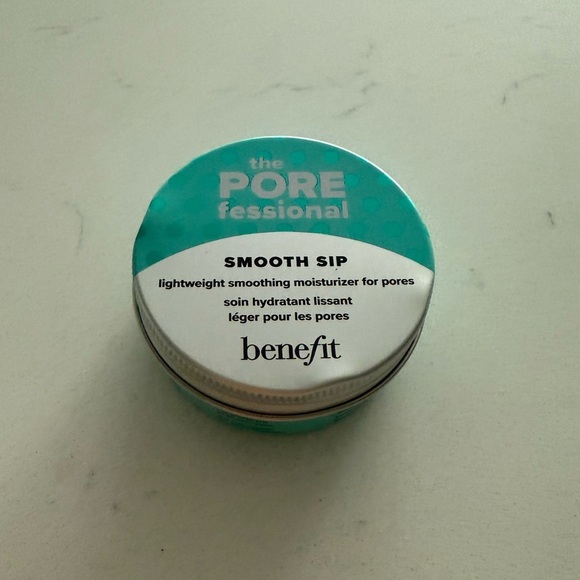 the
PORE
fessional
SMOOTH SIP
lightweight smoothing moisturizer for pores
soin hydratant lissant
léger pour les pores
benefit